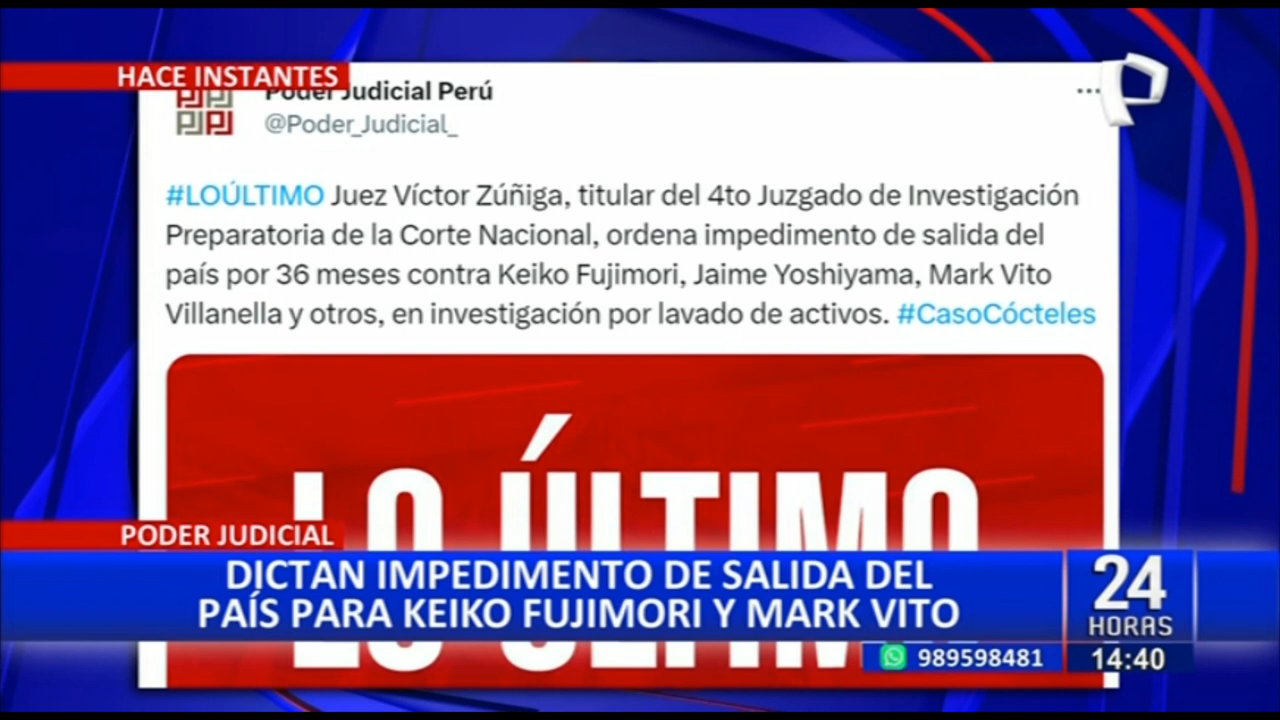 HACE INSTANTES
Poder Judicial Perú
@Poder_Judicial_
#LOÚLTIMO Juez Víctor Zúñiga, titular del 4to Juzgado de Investigación
Preparatoria de la Corte Nacional, ordena impedimento de salida del
país por 36 meses contra Keiko Fujimori, Jaime Yoshiyama, Mark Vito
Villanella y otros, en investigación por lavado de activos. #CasoCócteles
LO ÚLTIMO
PODER JUDICIAL
DICTAN IMPEDIMENTO DE SALIDA DEL
PAÍS PARA KEIKO FUJIMORI Y MARK VITO
24
HORAS
989598481
14:40
LO ÚLTIMO